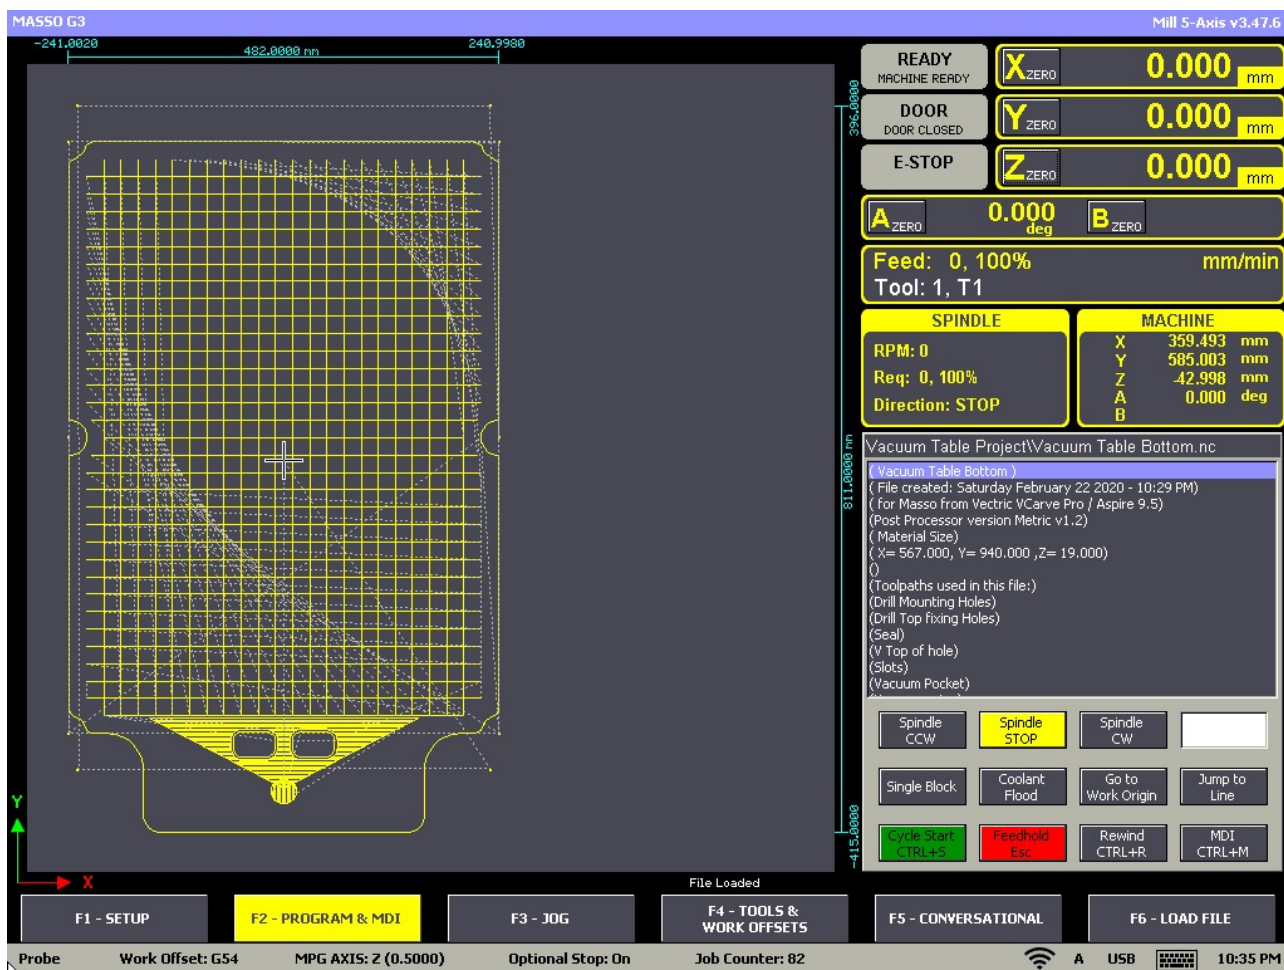 MASSO G3
Mill 5-Axis v3.47.6
-241.0020
482.0000 mm
240.9980
396.0000
811.0000 mm
-415.0000
Y
X
READY
MACHINE READY
X ZERO
0.000
mm
DOOR
DOOR CLOSED
Y ZERO
0.000
mm
E-STOP
Z ZERO
0.000
mm
A ZERO
0.000
deg
B ZERO
Feed: 0, 100%
mm/min
Tool: 1, T1
SPINDLE
RPM: 0
Req: 0, 100%
Direction: STOP
MACHINE
X 359.493 mm
Y 585.003 mm
Z -42.998 mm
A 0.000 deg
B
Vacuum Table Project\Vacuum Table Bottom.nc
( Vacuum Table Bottom )
( File created: Saturday February 22 2020 - 10:29 PM)
( for Masso from Vectric VCarve Pro / Aspire 9.5)
(Post Processor version Metric v1.2)
( Material Size)
( X= 567.000, Y= 940.000 ,Z= 19.000)
()
(Toolpaths used in this file:)
(Drill Mounting Holes)
(Drill Top fixing Holes)
(Seal)
(V Top of hole)
(Slots)
(Vacuum Pocket)
Spindle
CCW
Spindle
STOP
Spindle
CW
Single Block
Coolant
Flood
Go to
Work Origin
Jump to
Line
Cycle Start
CTRL+S
Feedhold
Esc
Rewind
CTRL+R
MDI
CTRL+M
File Loaded
F1 - SETUP
F2 - PROGRAM & MDI
F3 - JOG
F4 - TOOLS &
WORK OFFSETS
F5 - CONVERSATIONAL
F6 - LOAD FILE
Probe
Work Offset: G54
MPG AXIS: Z (0.5000)
Optional Stop: On
Job Counter: 82
A
USB
10:35 PM